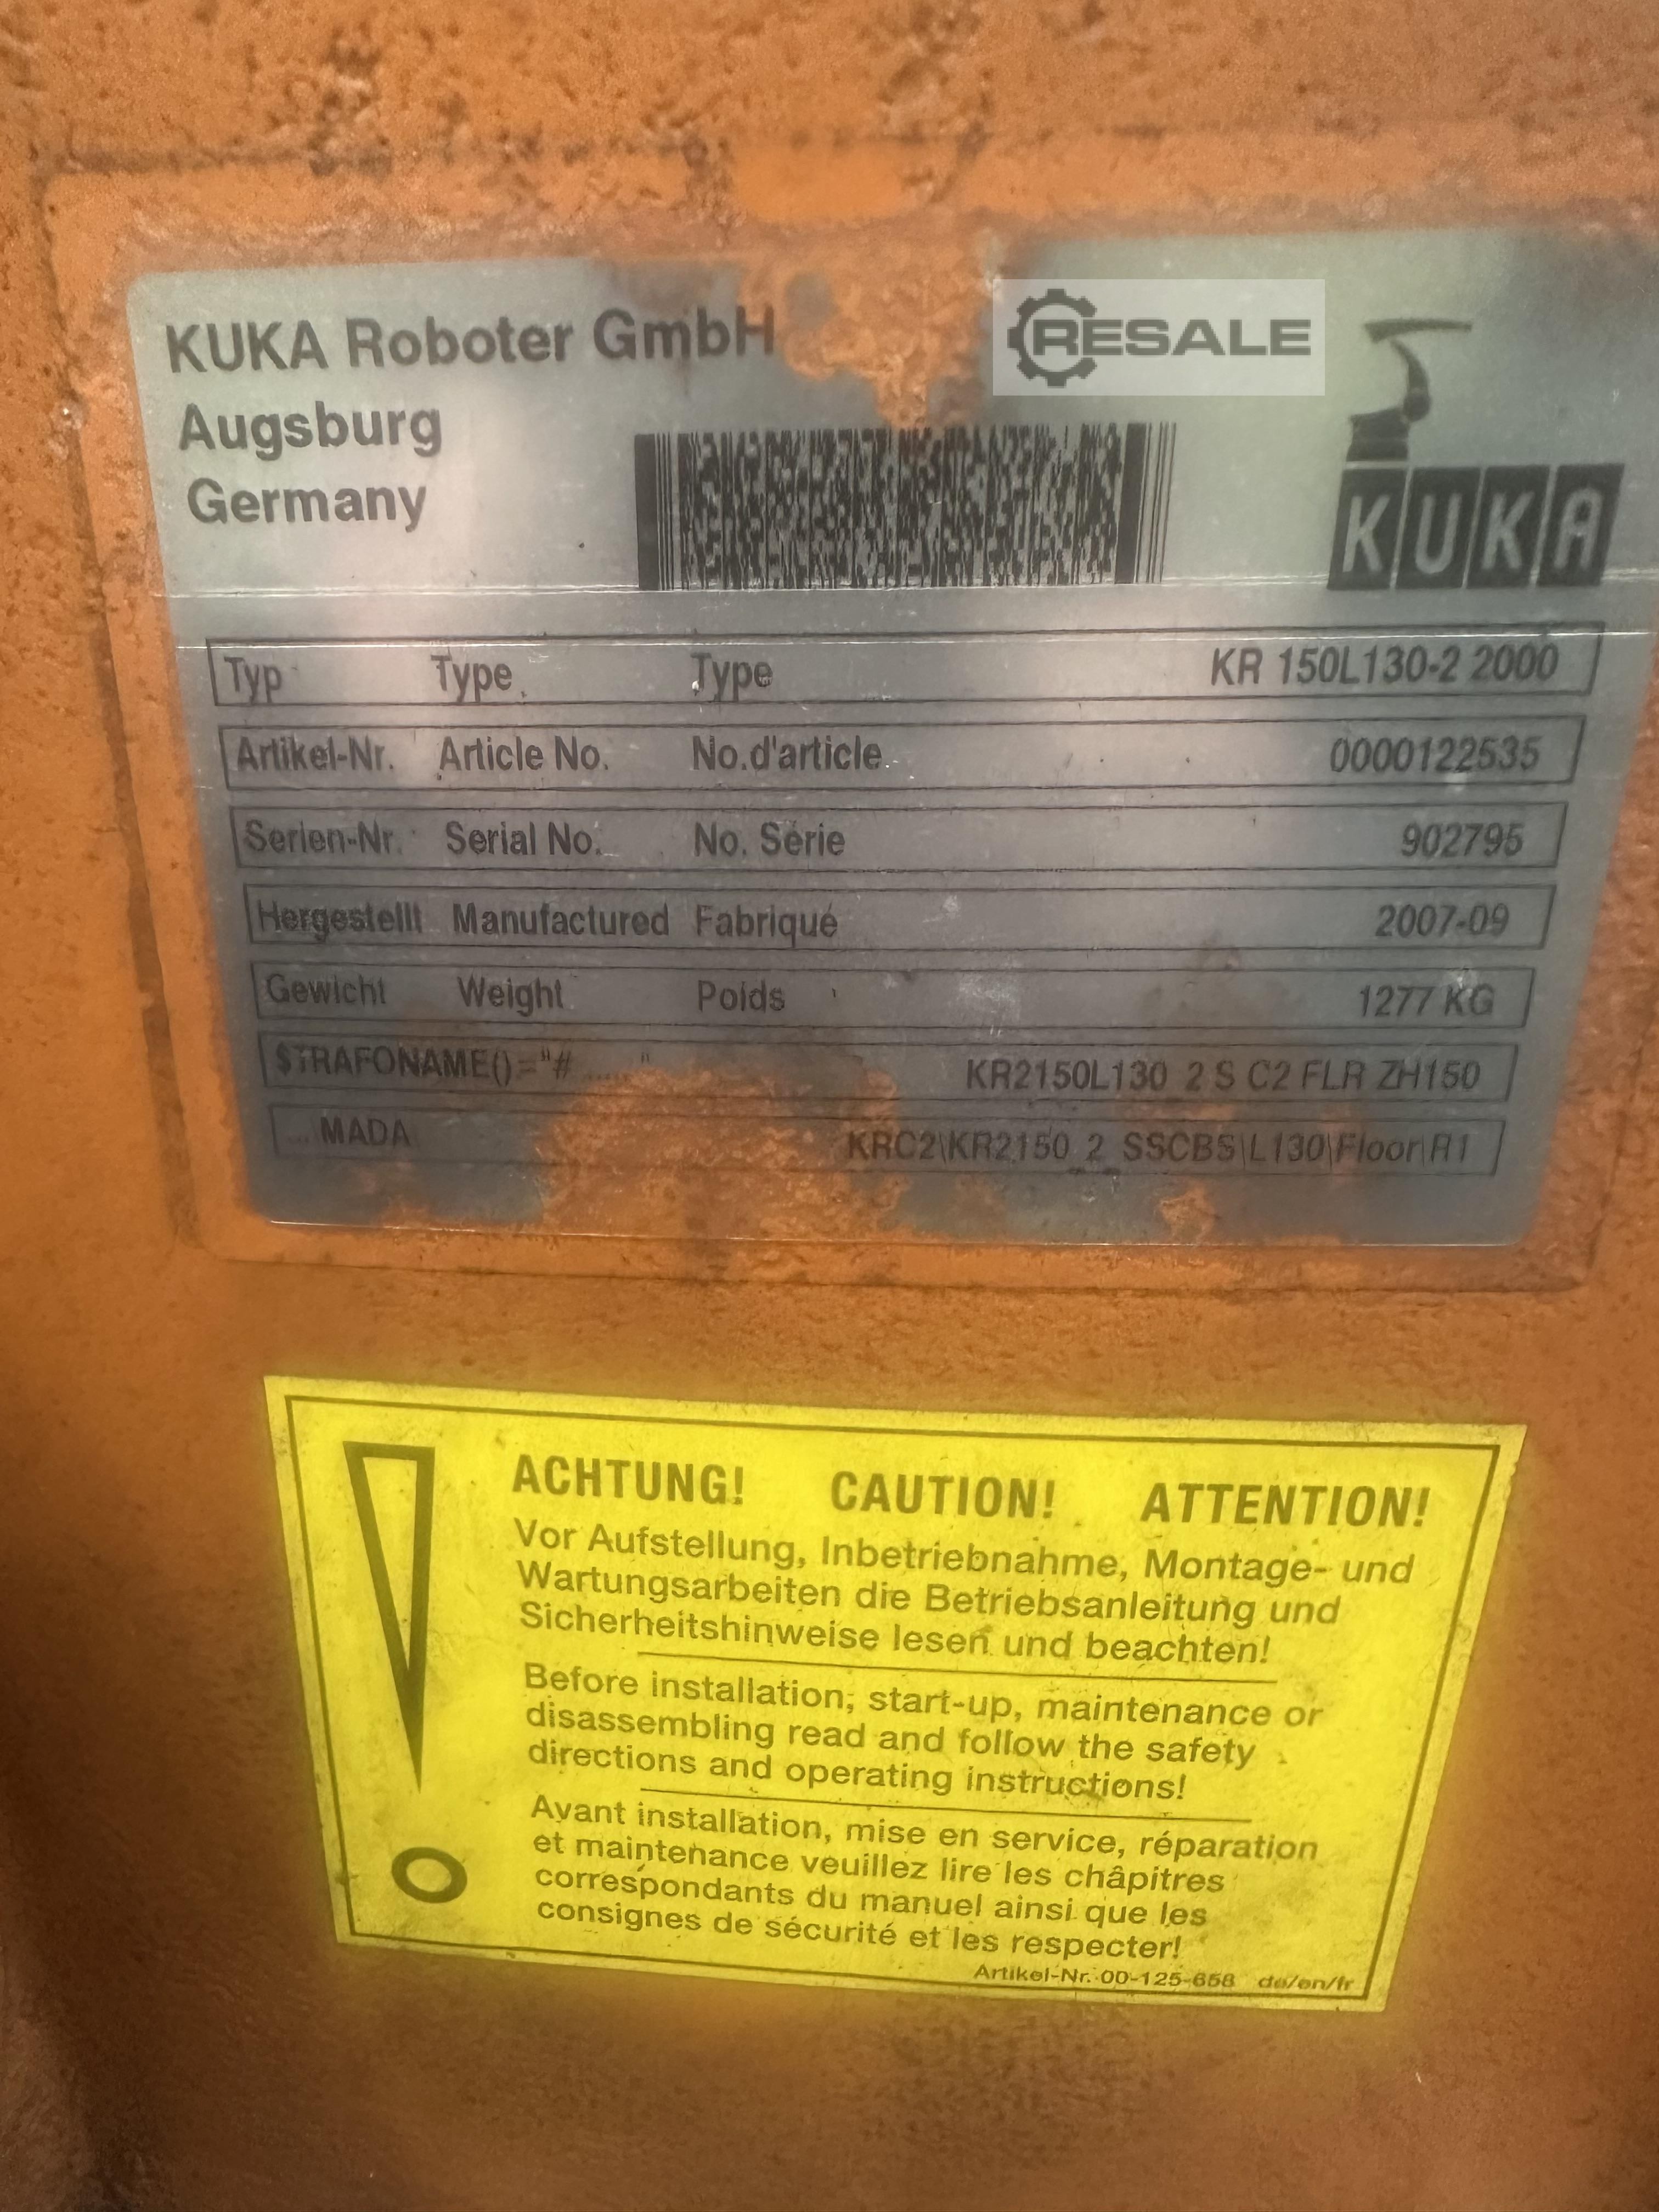 KUKA Roboter GmbH
Augsburg
Germany
RESALE
KUKA
Typ Type Type KR 150L130-2 2000
Artikel-Nr. Article No. No.d'article 0000122535
Serien-Nr. Serial No. No. Série 902795
Hergestellt Manufactured Fabriqué 2007-09
Gewicht Weight Poids 1277 KG
$TRAFONAME()="#....." KR2150L130 2 S C2 FLR ZH150
...MADA KRC2\KR2150_2_SSCBS\L130\Floor\R1
ACHTUNG! CAUTION! ATTENTION!
Vor Aufstellung, Inbetriebnahme, Montage- und
Wartungsarbeiten die Betriebsanleitung und
Sicherheitshinweise lesen und beachten!
Before installation, start-up, maintenance or
disassembling read and follow the safety
directions and operating instructions!
Avant installation, mise en service, réparation
et maintenance veuillez lire les châpitres
correspondants du manuel ainsi que les
consignes de sécurité et les respecter!
Artikel-Nr. 00-125-658 de/en/fr